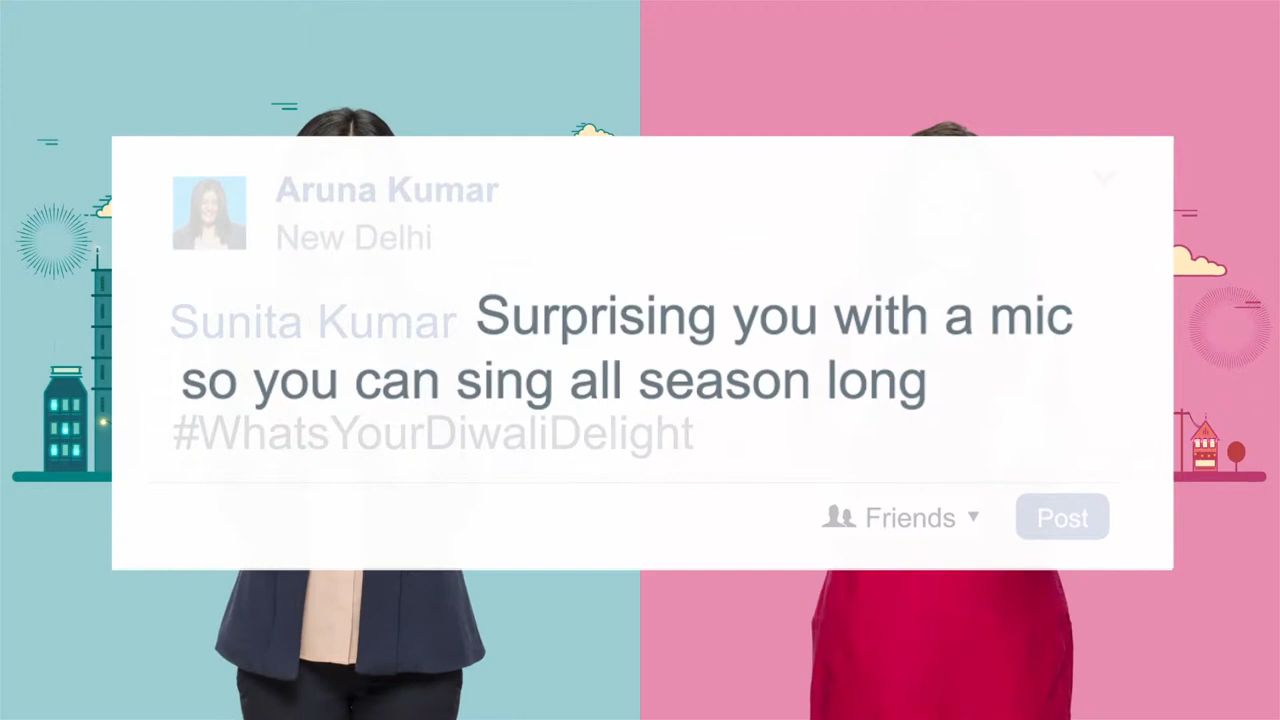 Aruna Kumar
New Delhi
Sunita Kumar Surprising you with a mic
so you can sing all season long
#WhatsYourDiwaliDelight
Friends
Post